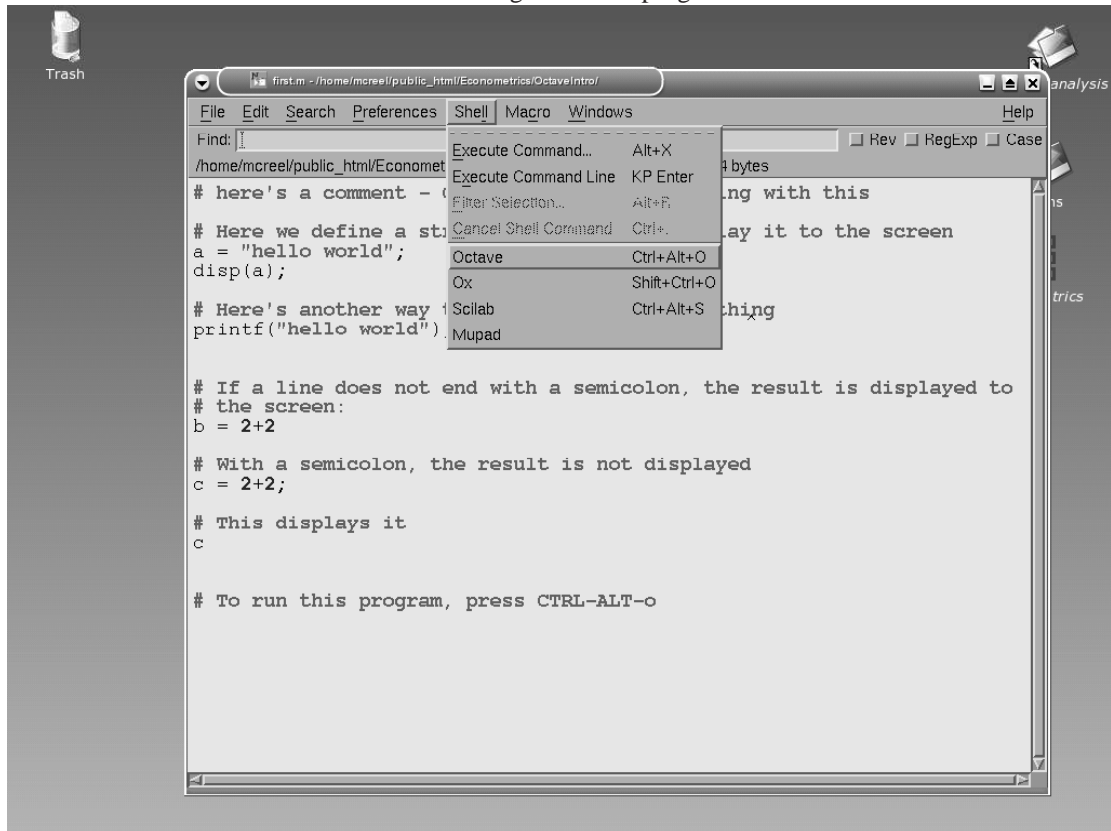 Trash
analysis
first.m - /home/mcreel/public_html/Econometrics/OctaveIntro/
File Edit Search Preferences Shell Macro Windows Help
Find: Rev RegExp Case
/home/mcreel/public_html/Economet 4 bytes
Execute Command... Alt+X
Execute Command Line KP Enter
Filter Selection... Alt+R
Cancel Shell Command Ctrl+.
Octave Ctrl+Alt+O
Ox Shift+Ctrl+O
Scilab Ctrl+Alt+S
Mupad
# here's a comment - ng with this
# Here we define a st lay it to the screen
a = "hello world";
disp(a);
# Here's another way thing
printf("hello world")
# If a line does not end with a semicolon, the result is displayed to
# the screen:
b = 2+2
# With a semicolon, the result is not displayed
c = 2+2;
# This displays it
c
# To run this program, press CTRL-ALT-o
ns
trics